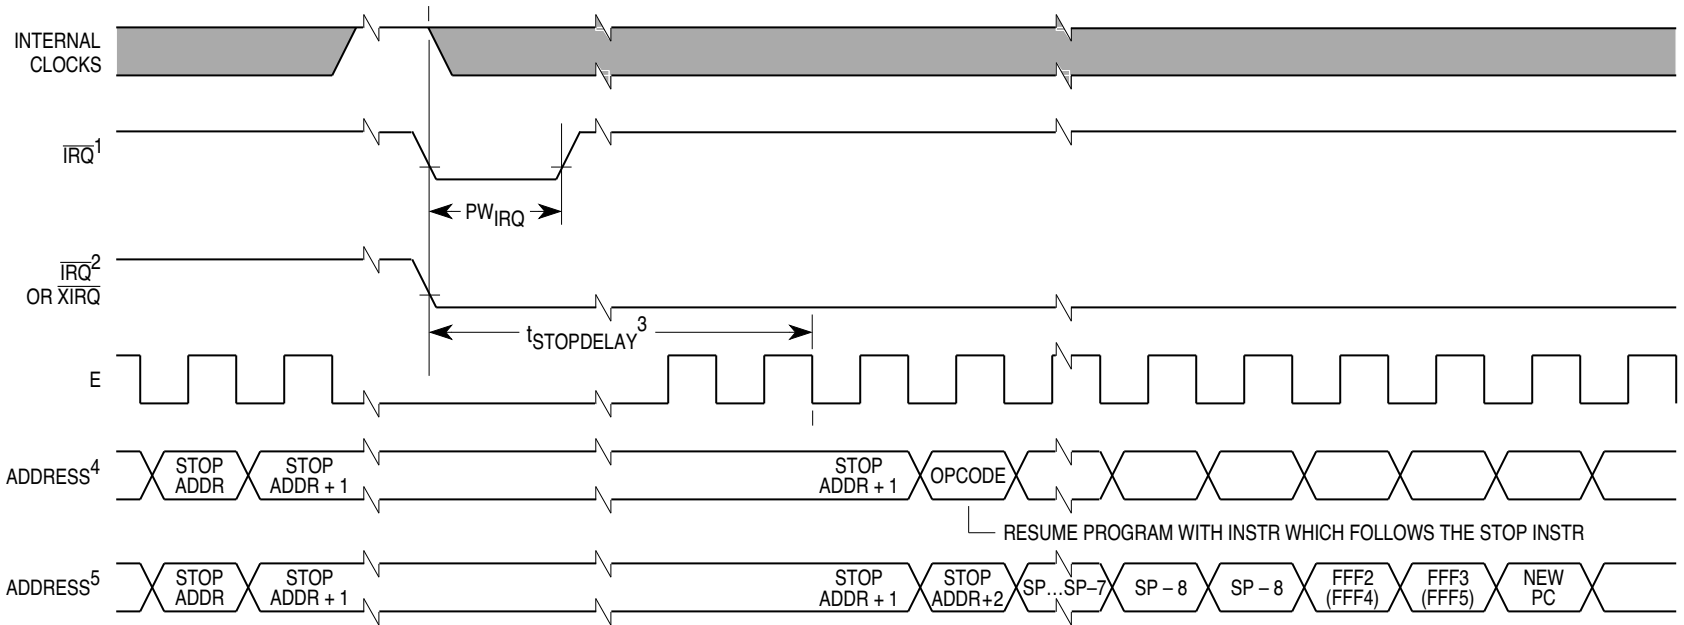 INTERNAL
CLOCKS
IRQ1
PWIRQ
IRQ2
OR XIRQ
tSTOPDELAY3
E
ADDRESS4
STOP
ADDR
STOP
ADDR + 1
STOP
ADDR + 1
OPCODE
RESUME PROGRAM WITH INSTR WHICH FOLLOWS THE STOP INSTR
ADDRESS5
STOP
ADDR
STOP
ADDR + 1
STOP
ADDR + 1
STOP
ADDR+2
SP…SP–7
SP – 8
SP – 8
FFF2
(FFF4)
FFF3
(FFF5)
NEW
PC